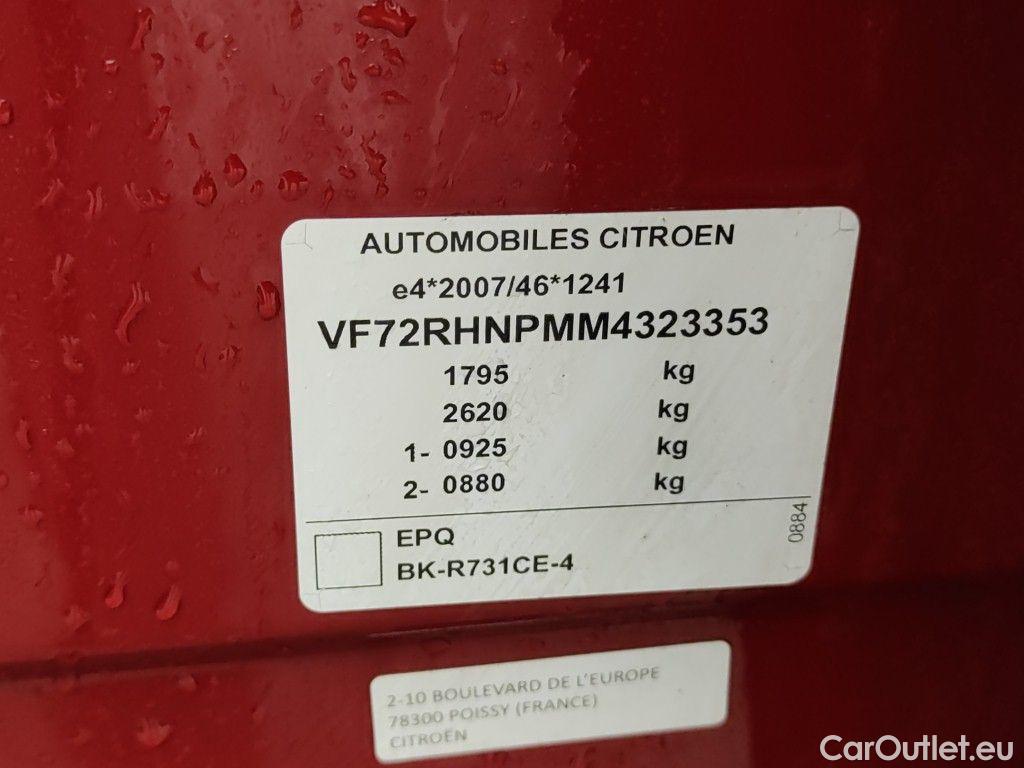 AUTOMOBILES CITROEN
e4*2007/46*1241
VF72RHNPMM4323353
1795 kg
2620 kg
1- 0925 kg
2- 0880 kg
EPQ
BK-R731CE-4
0884
2-10 BOULEVARD DE L'EUROPE
78300 POISSY (FRANCE)
CITROËN
CarOutlet.eu